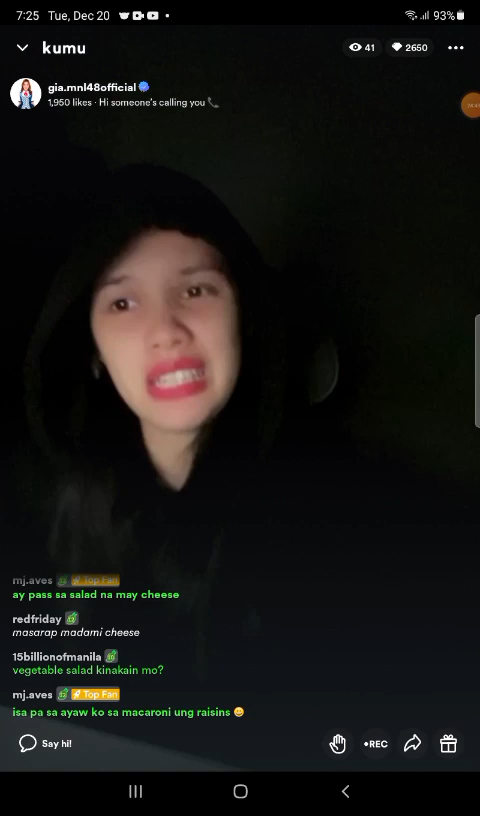 7:25 Tue, Dec 20
93%
kumu
41
2650
gia.mnl48official
1,950 likes · Hi someone's calling you 📞
mj.aves Top Fan
ay pass sa salad na may cheese
redfriday
masarap madami cheese
15billionofmanila
vegetable salad kinakain mo?
mj.aves Top Fan
isa pa sa ayaw ko sa macaroni ung raisins 😄
Say hi!
•REC